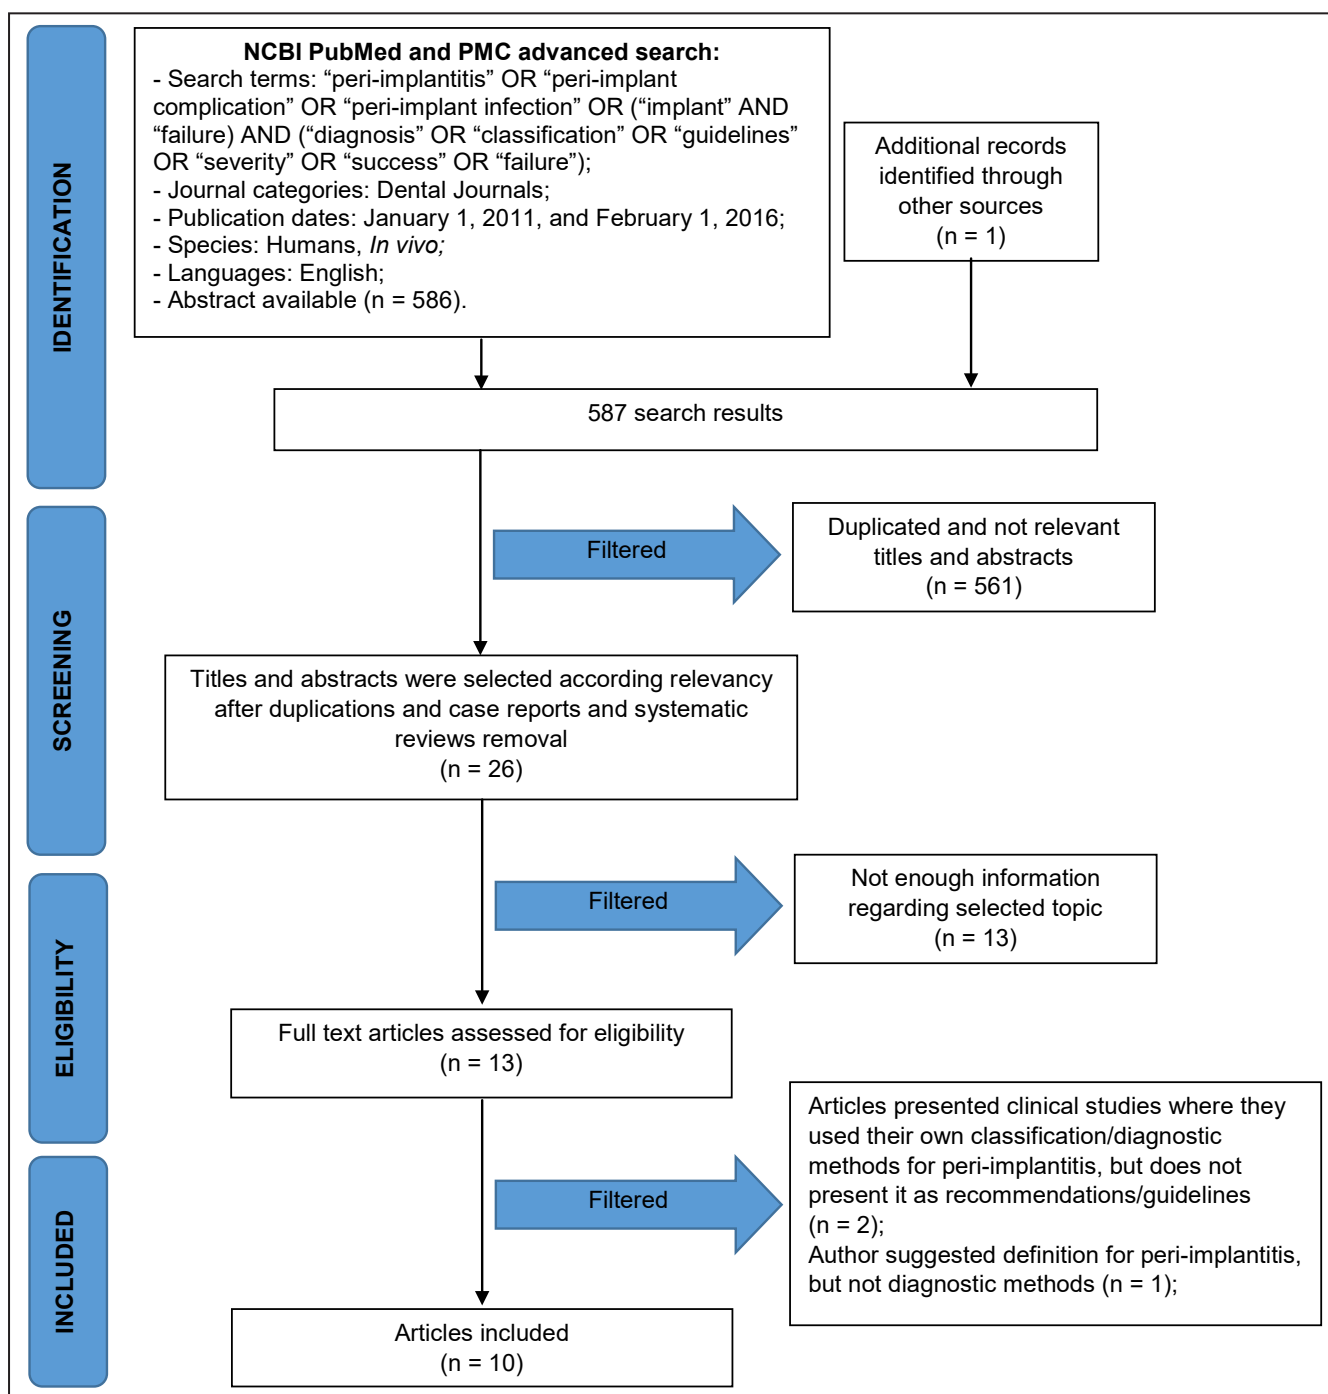 IDENTIFICATION
NCBI PubMed and PMC advanced search:
- Search terms: “peri-implantitis” OR “peri-implant
complication” OR “peri-implant infection” OR (“implant” AND
“failure) AND (“diagnosis” OR “classification” OR “guidelines”
OR “severity” OR “success” OR “failure”);
- Journal categories: Dental Journals;
- Publication dates: January 1, 2011, and February 1, 2016;
- Species: Humans, In vivo;
- Languages: English;
- Abstract available (n = 586).
Additional records
identified through
other sources
(n = 1)
587 search results
SCREENING
Filtered
Duplicated and not relevant
titles and abstracts
(n = 561)
Titles and abstracts were selected according relevancy
after duplications and case reports and systematic
reviews removal
(n = 26)
ELIGIBILITY
Filtered
Not enough information
regarding selected topic
(n = 13)
Full text articles assessed for eligibility
(n = 13)
INCLUDED
Filtered
Articles presented clinical studies where they
used their own classification/diagnostic
methods for peri-implantitis, but does not
present it as recommendations/guidelines
(n = 2);
Author suggested definition for peri-implantitis,
but not diagnostic methods (n = 1);
Articles included
(n = 10)